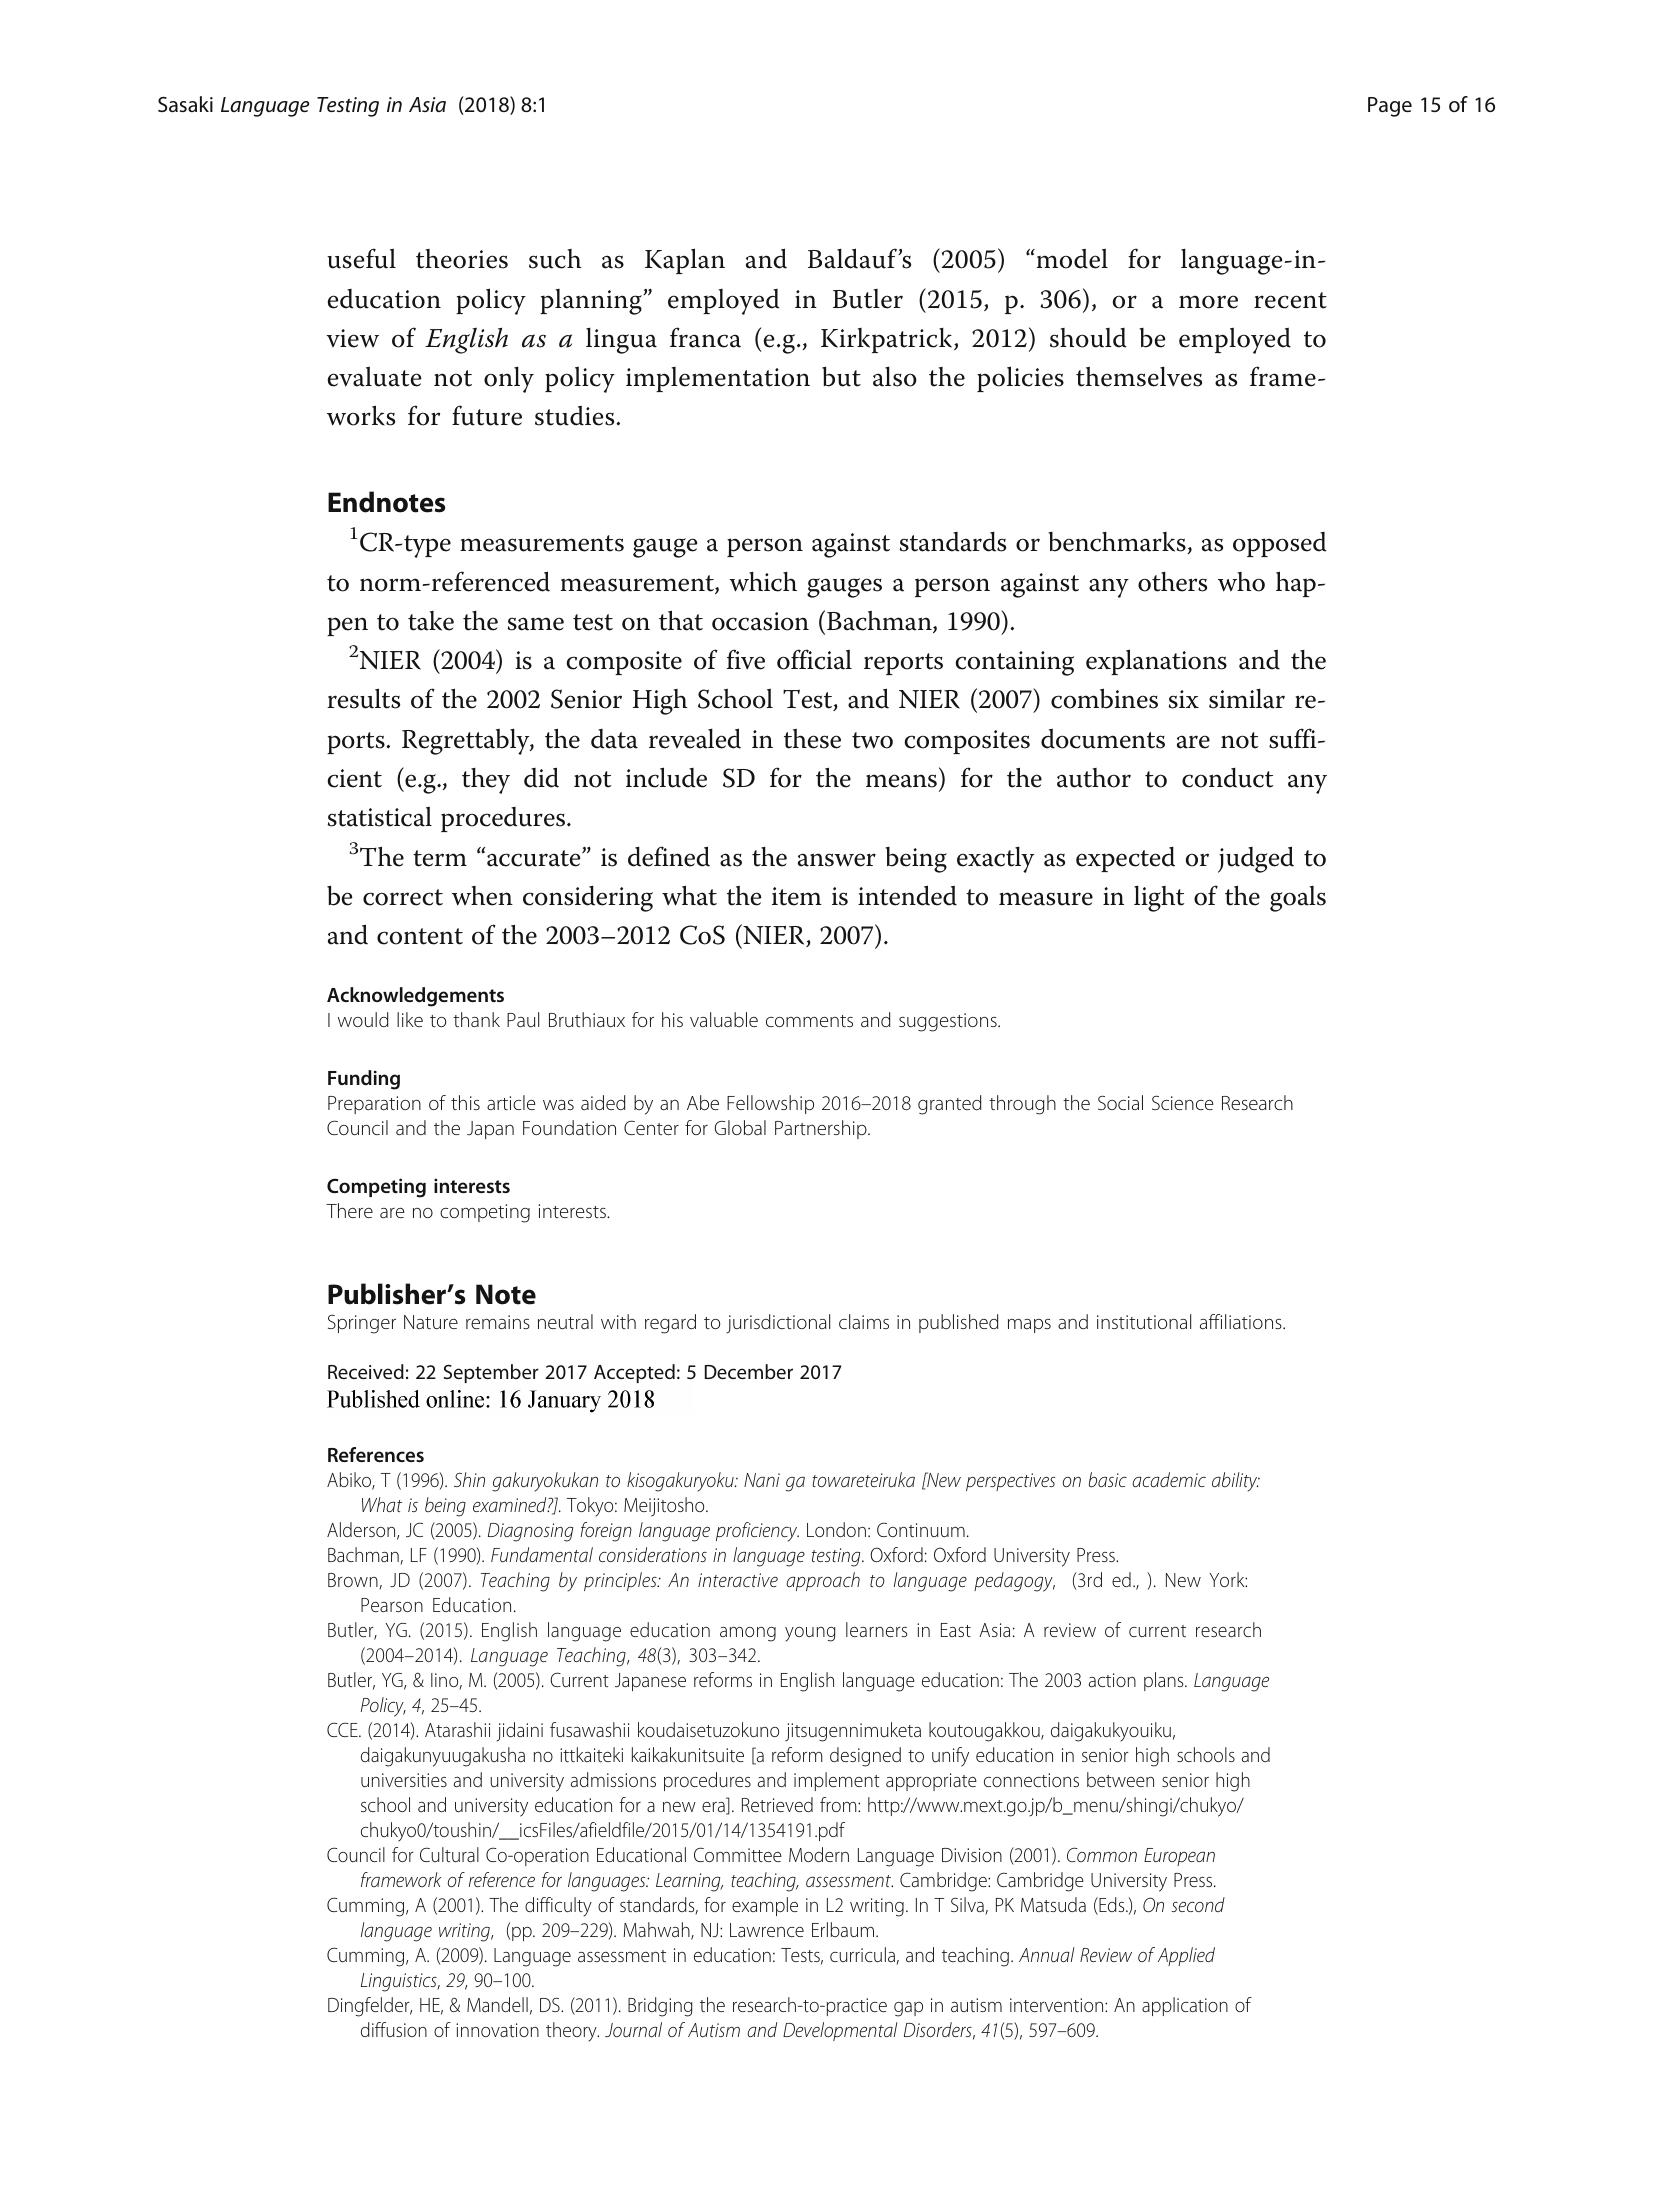 Sasaki Language Testing in Asia (2018) 8:1
Page 15 of 16
useful theories such as Kaplan and Baldauf’s (2005) “model for language-in-
education policy planning” employed in Butler (2015, p. 306), or a more recent
view of English as a lingua franca (e.g., Kirkpatrick, 2012) should be employed to
evaluate not only policy implementation but also the policies themselves as frame-
works for future studies.
Endnotes
¹CR-type measurements gauge a person against standards or benchmarks, as opposed
to norm-referenced measurement, which gauges a person against any others who hap-
pen to take the same test on that occasion (Bachman, 1990).
²NIER (2004) is a composite of five official reports containing explanations and the
results of the 2002 Senior High School Test, and NIER (2007) combines six similar re-
ports. Regrettably, the data revealed in these two composites documents are not suffi-
cient (e.g., they did not include SD for the means) for the author to conduct any
statistical procedures.
³The term “accurate” is defined as the answer being exactly as expected or judged to
be correct when considering what the item is intended to measure in light of the goals
and content of the 2003–2012 CoS (NIER, 2007).
Acknowledgements
I would like to thank Paul Bruthiaux for his valuable comments and suggestions.
Funding
Preparation of this article was aided by an Abe Fellowship 2016–2018 granted through the Social Science Research
Council and the Japan Foundation Center for Global Partnership.
Competing interests
There are no competing interests.
Publisher’s Note
Springer Nature remains neutral with regard to jurisdictional claims in published maps and institutional affiliations.
Received: 22 September 2017 Accepted: 5 December 2017
Published online: 16 January 2018
References
Abiko, T (1996). Shin gakuryokukan to kisogakuryoku: Nani ga towareteiruka [New perspectives on basic academic ability:
What is being examined?]. Tokyo: Meijitosho.
Alderson, JC (2005). Diagnosing foreign language proficiency. London: Continuum.
Bachman, LF (1990). Fundamental considerations in language testing. Oxford: Oxford University Press.
Brown, JD (2007). Teaching by principles: An interactive approach to language pedagogy, (3rd ed., ). New York:
Pearson Education.
Butler, YG. (2015). English language education among young learners in East Asia: A review of current research
(2004–2014). Language Teaching, 48(3), 303–342.
Butler, YG, & Iino, M. (2005). Current Japanese reforms in English language education: The 2003 action plans. Language
Policy, 4, 25–45.
CCE. (2014). Atarashii jidaini fusawashii koudaisetuzokuno jitsugennimuketa koutougakkou, daigakukyouiku,
daigakunyuugakusha no ittkaiteki kaikakunitsuite [a reform designed to unify education in senior high schools and
universities and university admissions procedures and implement appropriate connections between senior high
school and university education for a new era]. Retrieved from: http://www.mext.go.jp/b_menu/shingi/chukyo/
chukyo0/toushin/__icsFiles/afieldfile/2015/01/14/1354191.pdf
Council for Cultural Co-operation Educational Committee Modern Language Division (2001). Common European
framework of reference for languages: Learning, teaching, assessment. Cambridge: Cambridge University Press.
Cumming, A (2001). The difficulty of standards, for example in L2 writing. In T Silva, PK Matsuda (Eds.), On second
language writing, (pp. 209–229). Mahwah, NJ: Lawrence Erlbaum.
Cumming, A. (2009). Language assessment in education: Tests, curricula, and teaching. Annual Review of Applied
Linguistics, 29, 90–100.
Dingfelder, HE, & Mandell, DS. (2011). Bridging the research-to-practice gap in autism intervention: An application of
diffusion of innovation theory. Journal of Autism and Developmental Disorders, 41(5), 597–609.